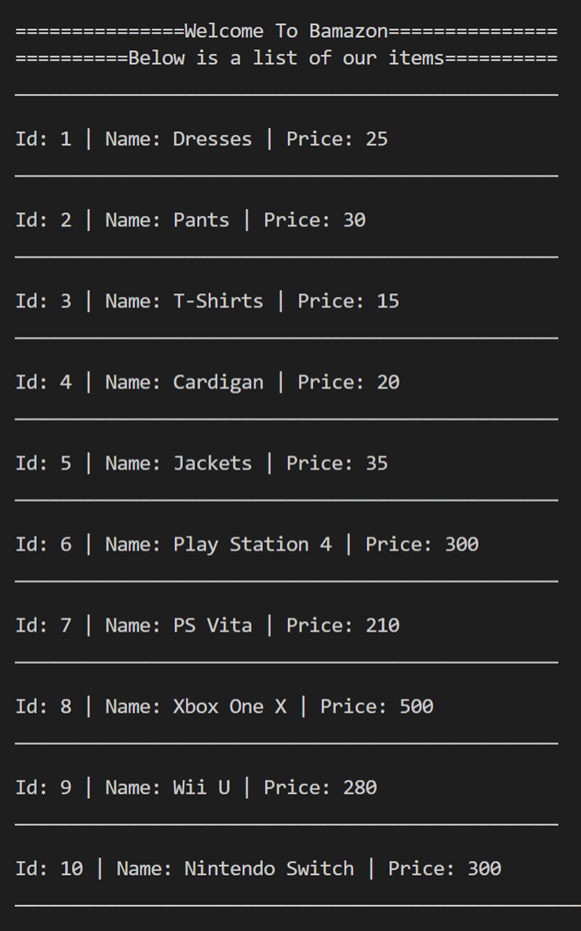 ===============Welcome To Bamazon===============
==========Below is a list of our items==========
Id: 1 | Name: Dresses | Price: 25
Id: 2 | Name: Pants | Price: 30
Id: 3 | Name: T-Shirts | Price: 15
Id: 4 | Name: Cardigan | Price: 20
Id: 5 | Name: Jackets | Price: 35
Id: 6 | Name: Play Station 4 | Price: 300
Id: 7 | Name: PS Vita | Price: 210
Id: 8 | Name: Xbox One X | Price: 500
Id: 9 | Name: Wii U | Price: 280
Id: 10 | Name: Nintendo Switch | Price: 300